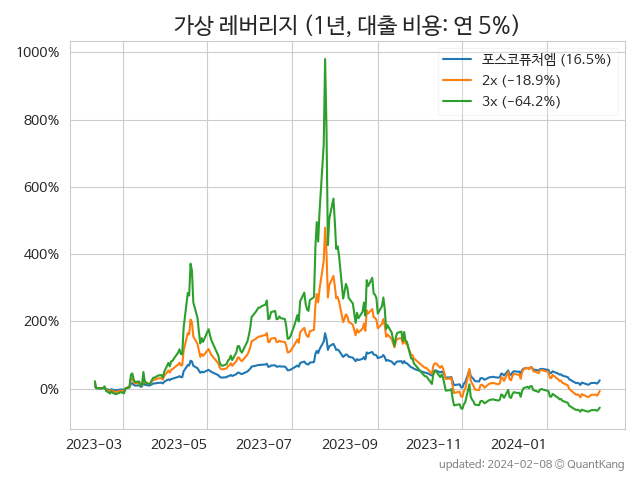 가상 레버리지 (1년, 대출 비용: 연 5%)
1000%
800%
600%
400%
200%
0%
포스코퓨처엠 (16.5%)
2x (−18.9%)
3x (−64.2%)
2023-03 2023-05 2023-07 2023-09 2023-11 2024-01
updated: 2024-02-08 © QuantKang